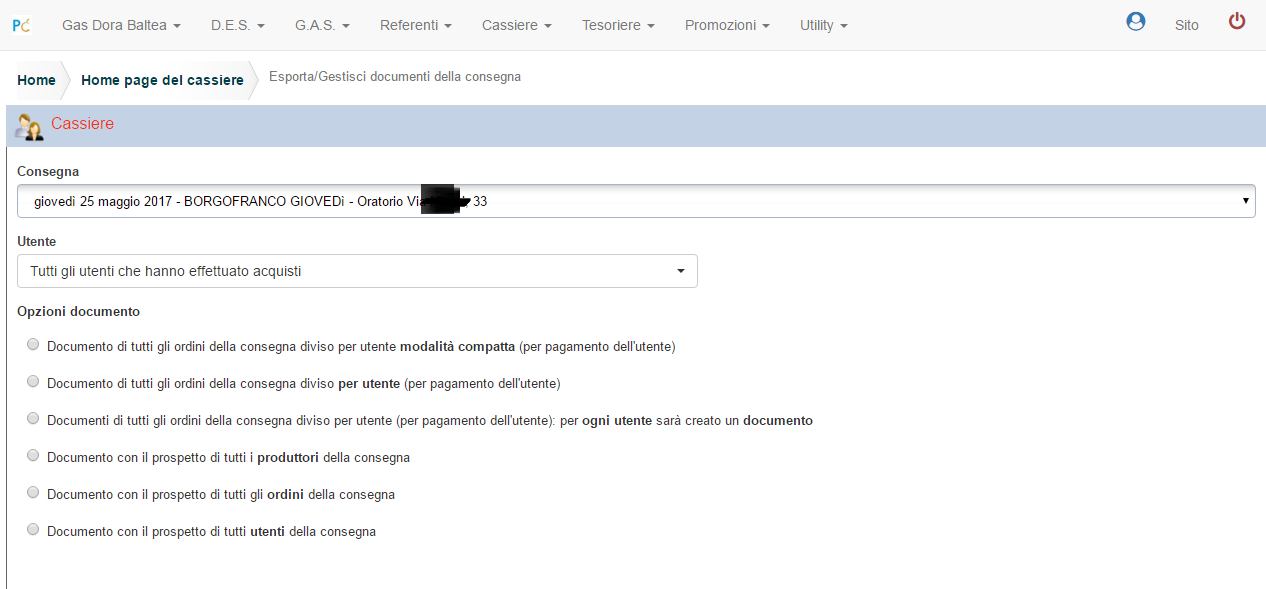 PC Gas Dora Baltea D.E.S. G.A.S. Referenti Cassiere Tesoriere Promozioni Utility Sito
Home Home page del cassiere Esporta/Gestisci documenti della consegna
Cassiere
Consegna
giovedì 25 maggio 2017 - BORGOFRANCO GIOVEDì - Oratorio Via 33
Utente
Tutti gli utenti che hanno effettuato acquisti
Opzioni documento
Documento di tutti gli ordini della consegna diviso per utente modalità compatta (per pagamento dell'utente)
Documento di tutti gli ordini della consegna diviso per utente (per pagamento dell'utente)
Documenti di tutti gli ordini della consegna diviso per utente (per pagamento dell'utente): per ogni utente sarà creato un documento
Documento con il prospetto di tutti i produttori della consegna
Documento con il prospetto di tutti gli ordini della consegna
Documento con il prospetto di tutti utenti della consegna